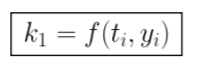 k₁ = f(tᵢ, yᵢ)